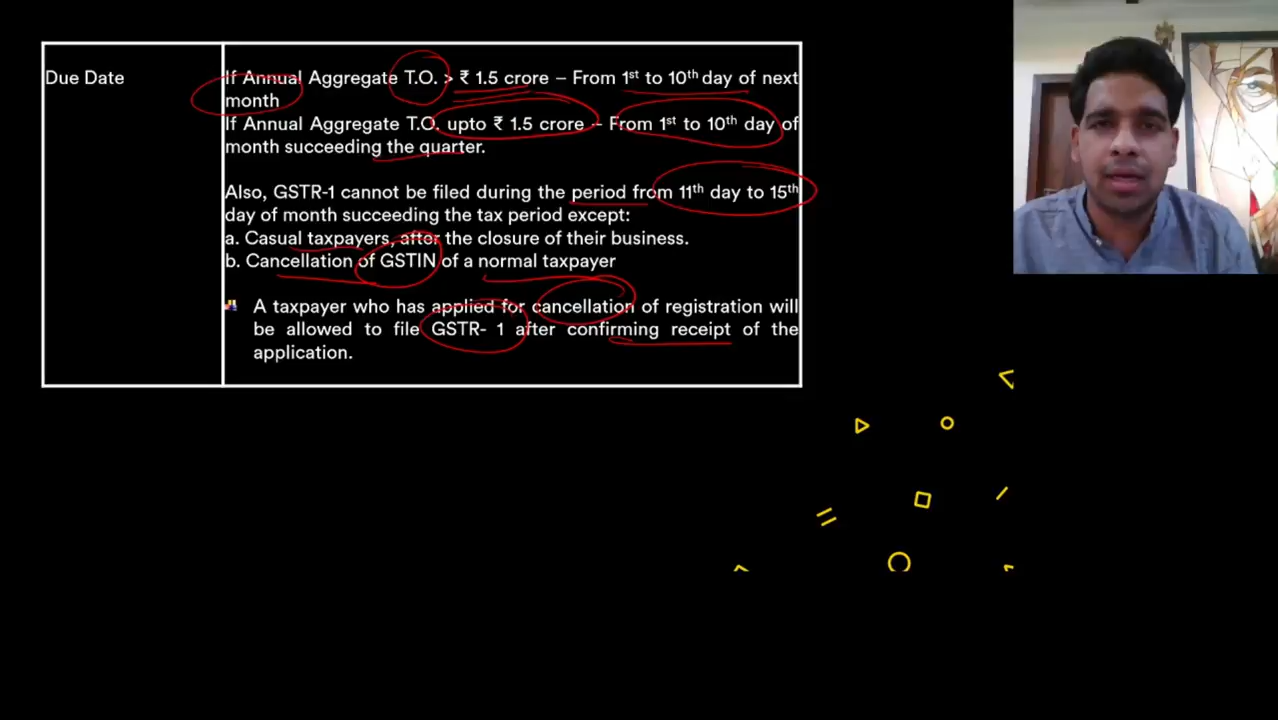 Due Date
If Annual Aggregate T.O. > ₹ 1.5 crore – From 1st to 10th day of next
month
If Annual Aggregate T.O. upto ₹ 1.5 crore – From 1st to 10th day of
month succeeding the quarter.
Also, GSTR-1 cannot be filed during the period from 11th day to 15th
day of month succeeding the tax period except:
a. Casual taxpayers, after the closure of their business.
b. Cancellation of GSTIN of a normal taxpayer
A taxpayer who has applied for cancellation of registration will
be allowed to file GSTR- 1 after confirming receipt of the
application.